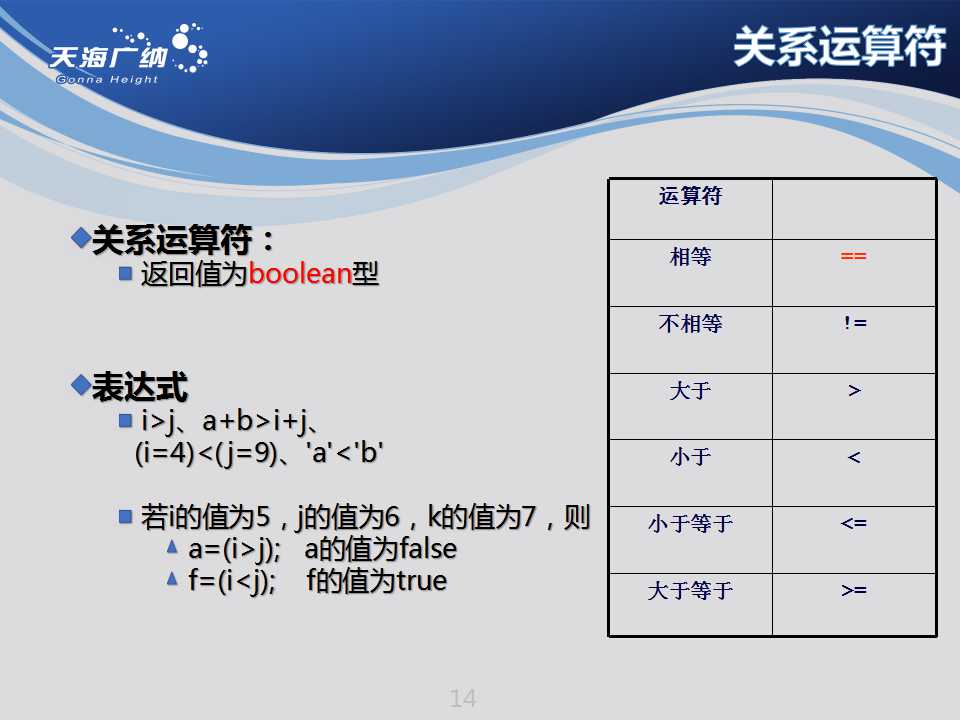 天海广纳
Gonna Height
关系运算符
关系运算符：
返回值为boolean型
表达式
i>j、a+b>i+j、
(i=4)<(j=9)、'a'<'b'
若i的值为5，j的值为6，k的值为7，则
a=(i>j); a的值为false
f=(i<j); f的值为true
运算符
相等 ==
不相等 !=
大于 >
小于 <
小于等于 <=
大于等于 >=
14